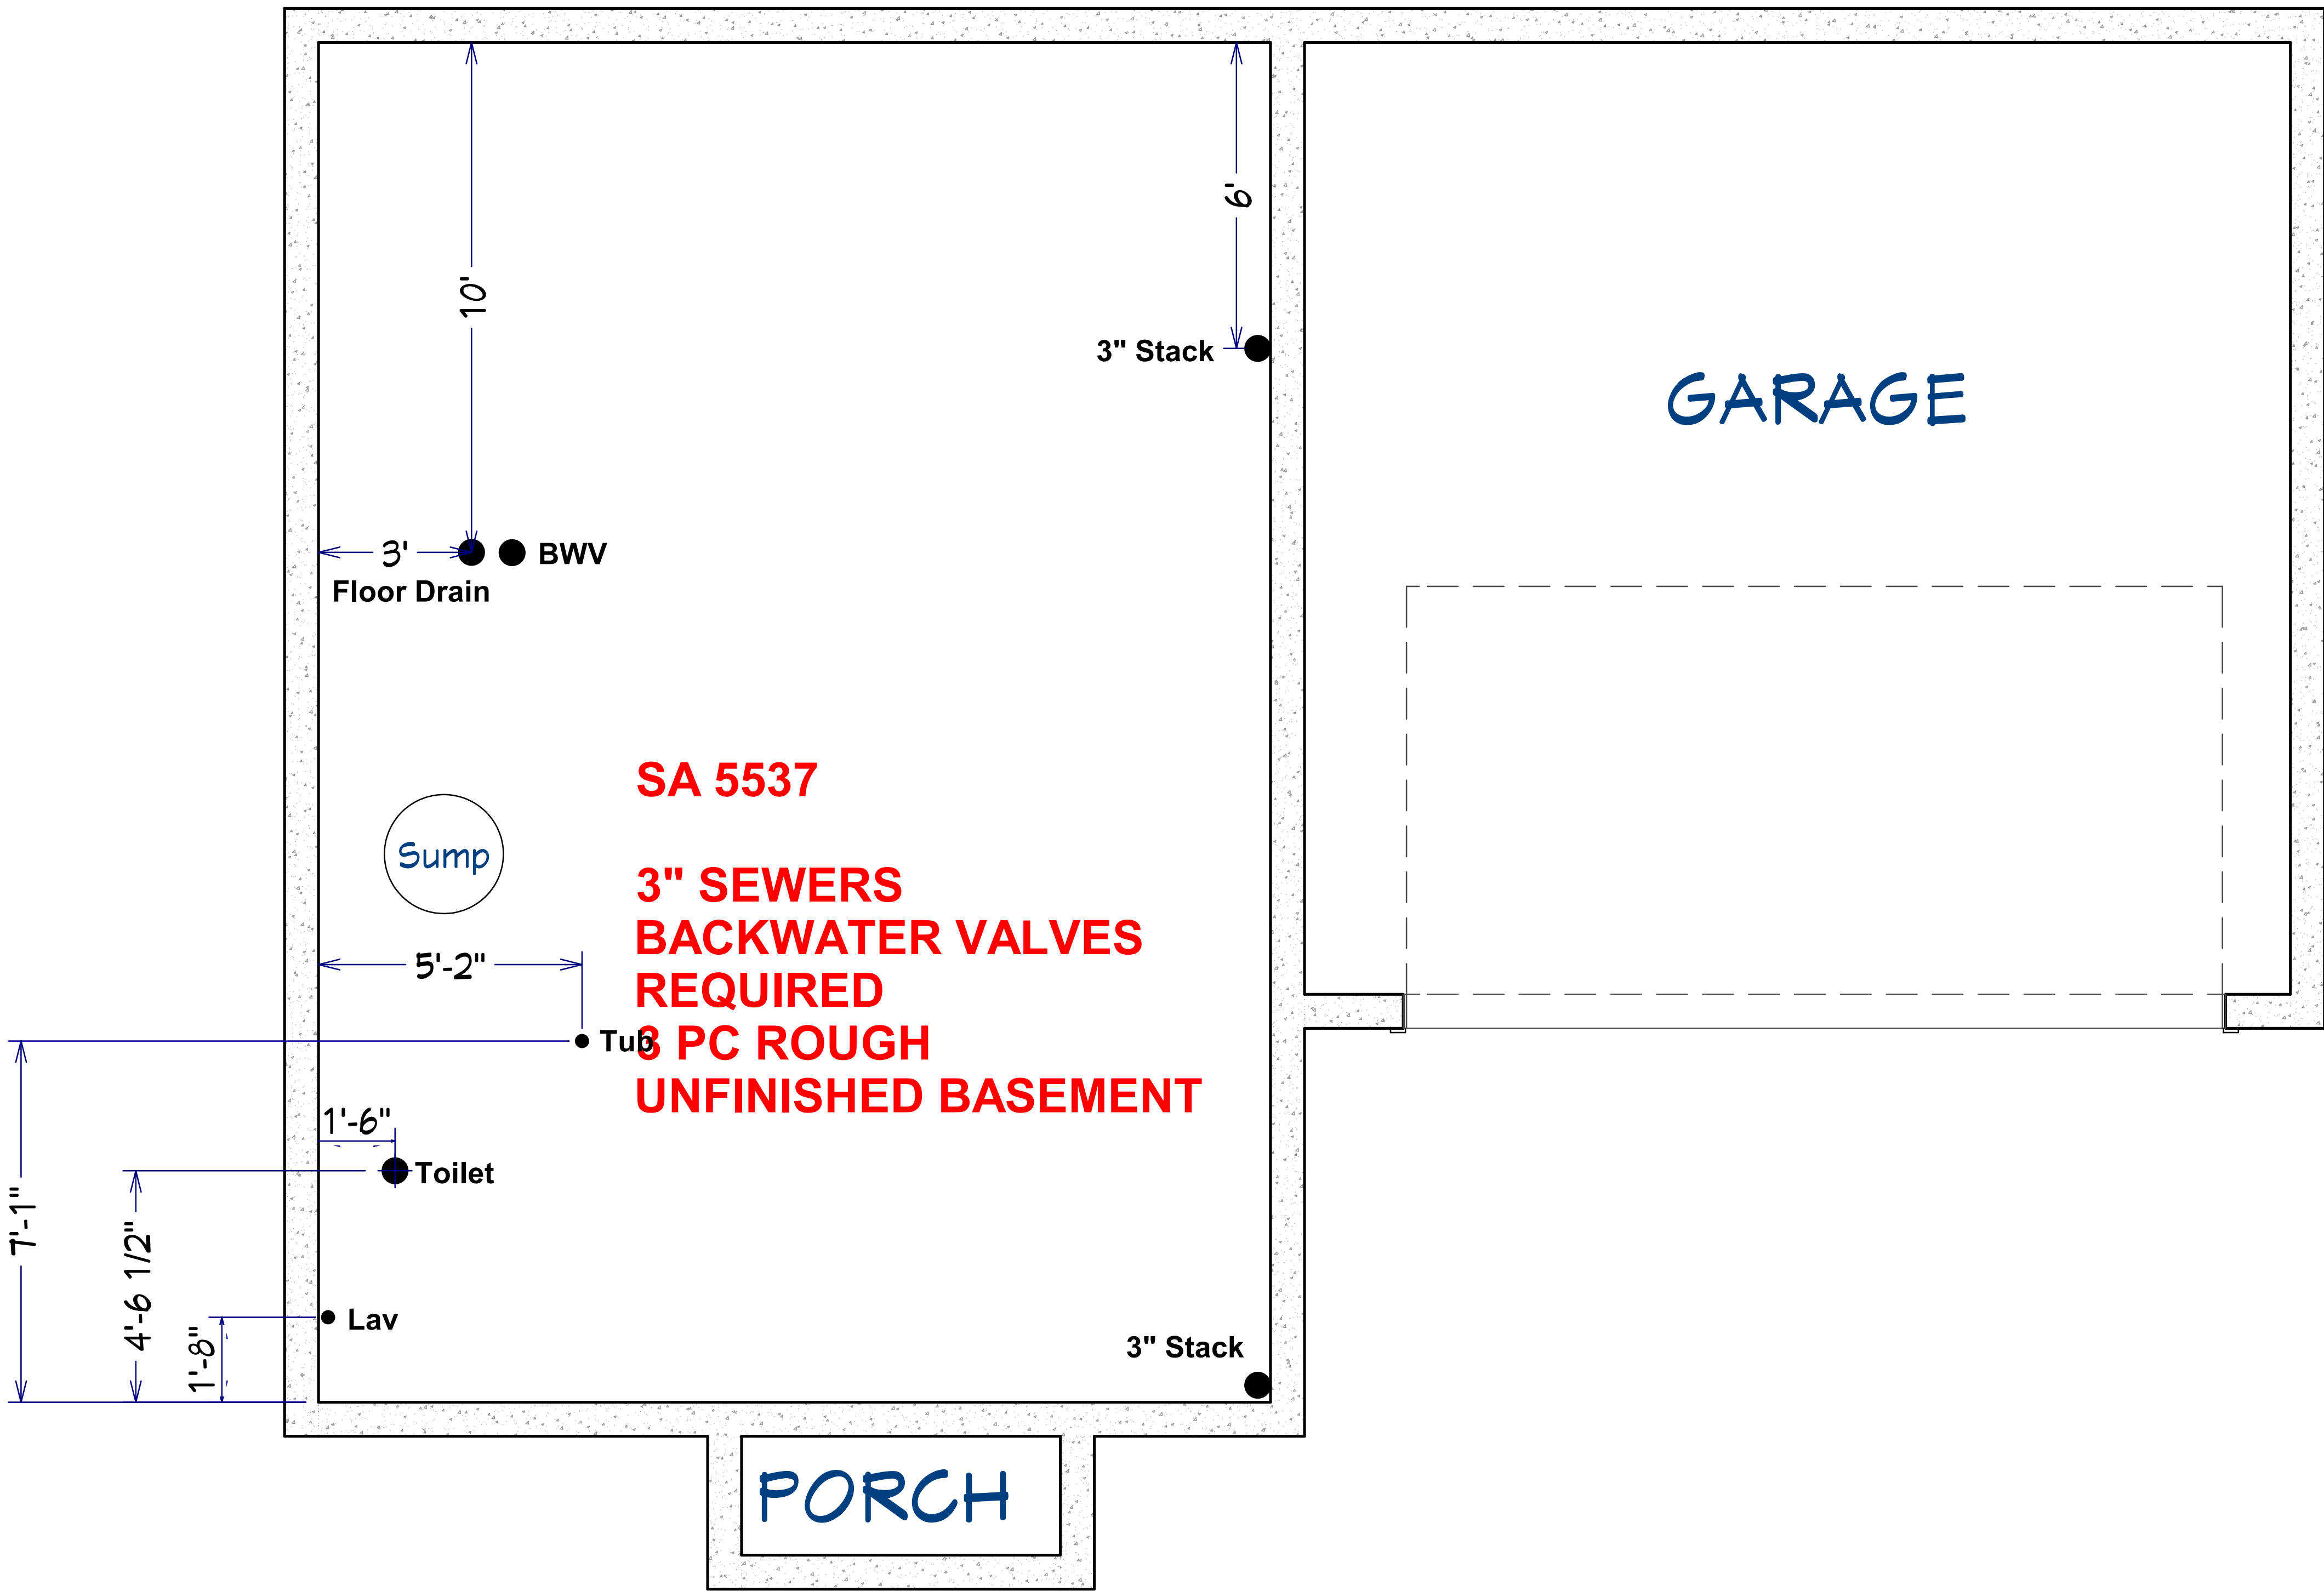 6'
10'
3" Stack
GARAGE
3'
BWV
Floor Drain
SA 5537
Sump
3" SEWERS
BACKWATER VALVES
REQUIRED
3 PC ROUGH
UNFINISHED BASEMENT
5'-2"
Tub
1'-6"
Toilet
7'-1"
4'-6 1/2"
1'-8"
Lav
3" Stack
PORCH